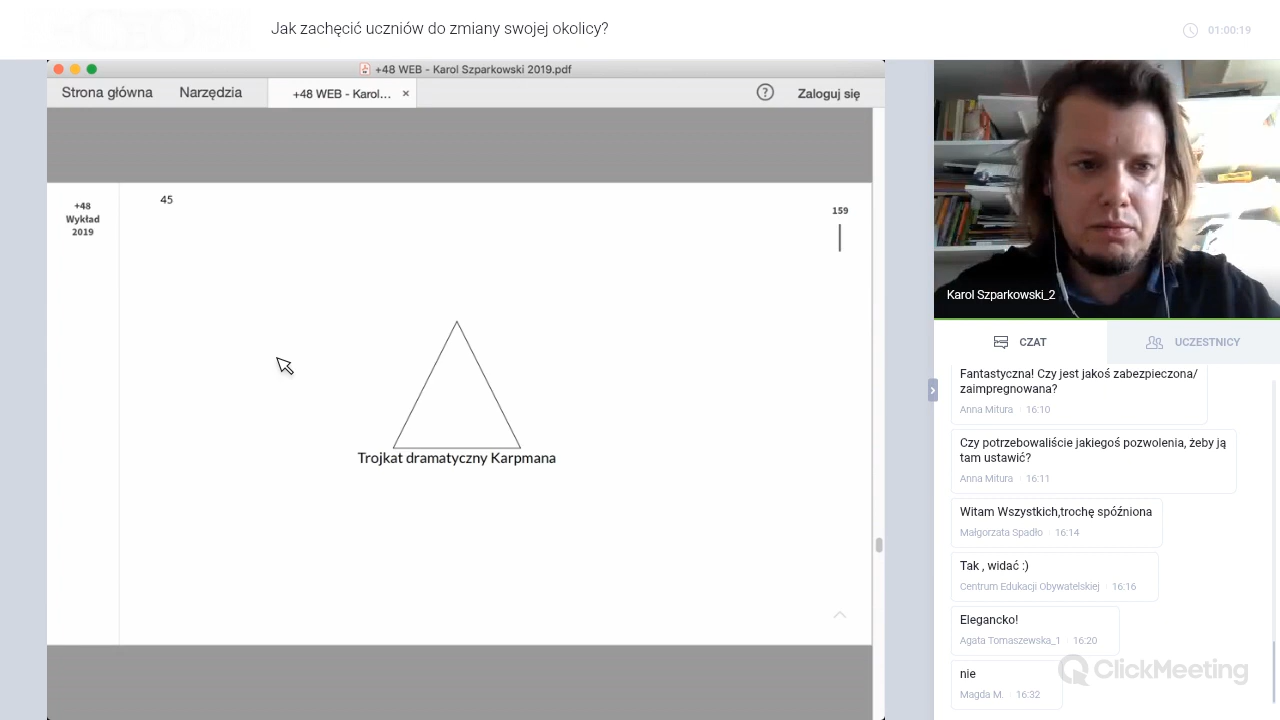 Jak zachęcić uczniów do zmiany swojej okolicy?
01:00:19
+48 WEB - Karol Szparkowski 2019.pdf
Strona główna
Narzędzia
+48 WEB - Karol... ×
?
Zaloguj się
+48
Wykład
2019
45
159
Trojkat dramatyczny Karpmana
Karol Szparkowski_2
CZAT
UCZESTNICY
Fantastyczna! Czy jest jakoś zabezpieczona/
zaimpregnowana?
Anna Mitura · 16:10
Czy potrzebowaliście jakiegoś pozwolenia, żeby ją
tam ustawić?
Anna Mitura · 16:11
Witam Wszystkich,trochę spóźniona
Małgorzata Spadło · 16:14
Tak , widać :)
Centrum Edukacji Obywatelskiej · 16:16
Elegancko!
Agata Tomaszewska_1 · 16:20
nie
Magda M. · 16:32
ClickMeeting